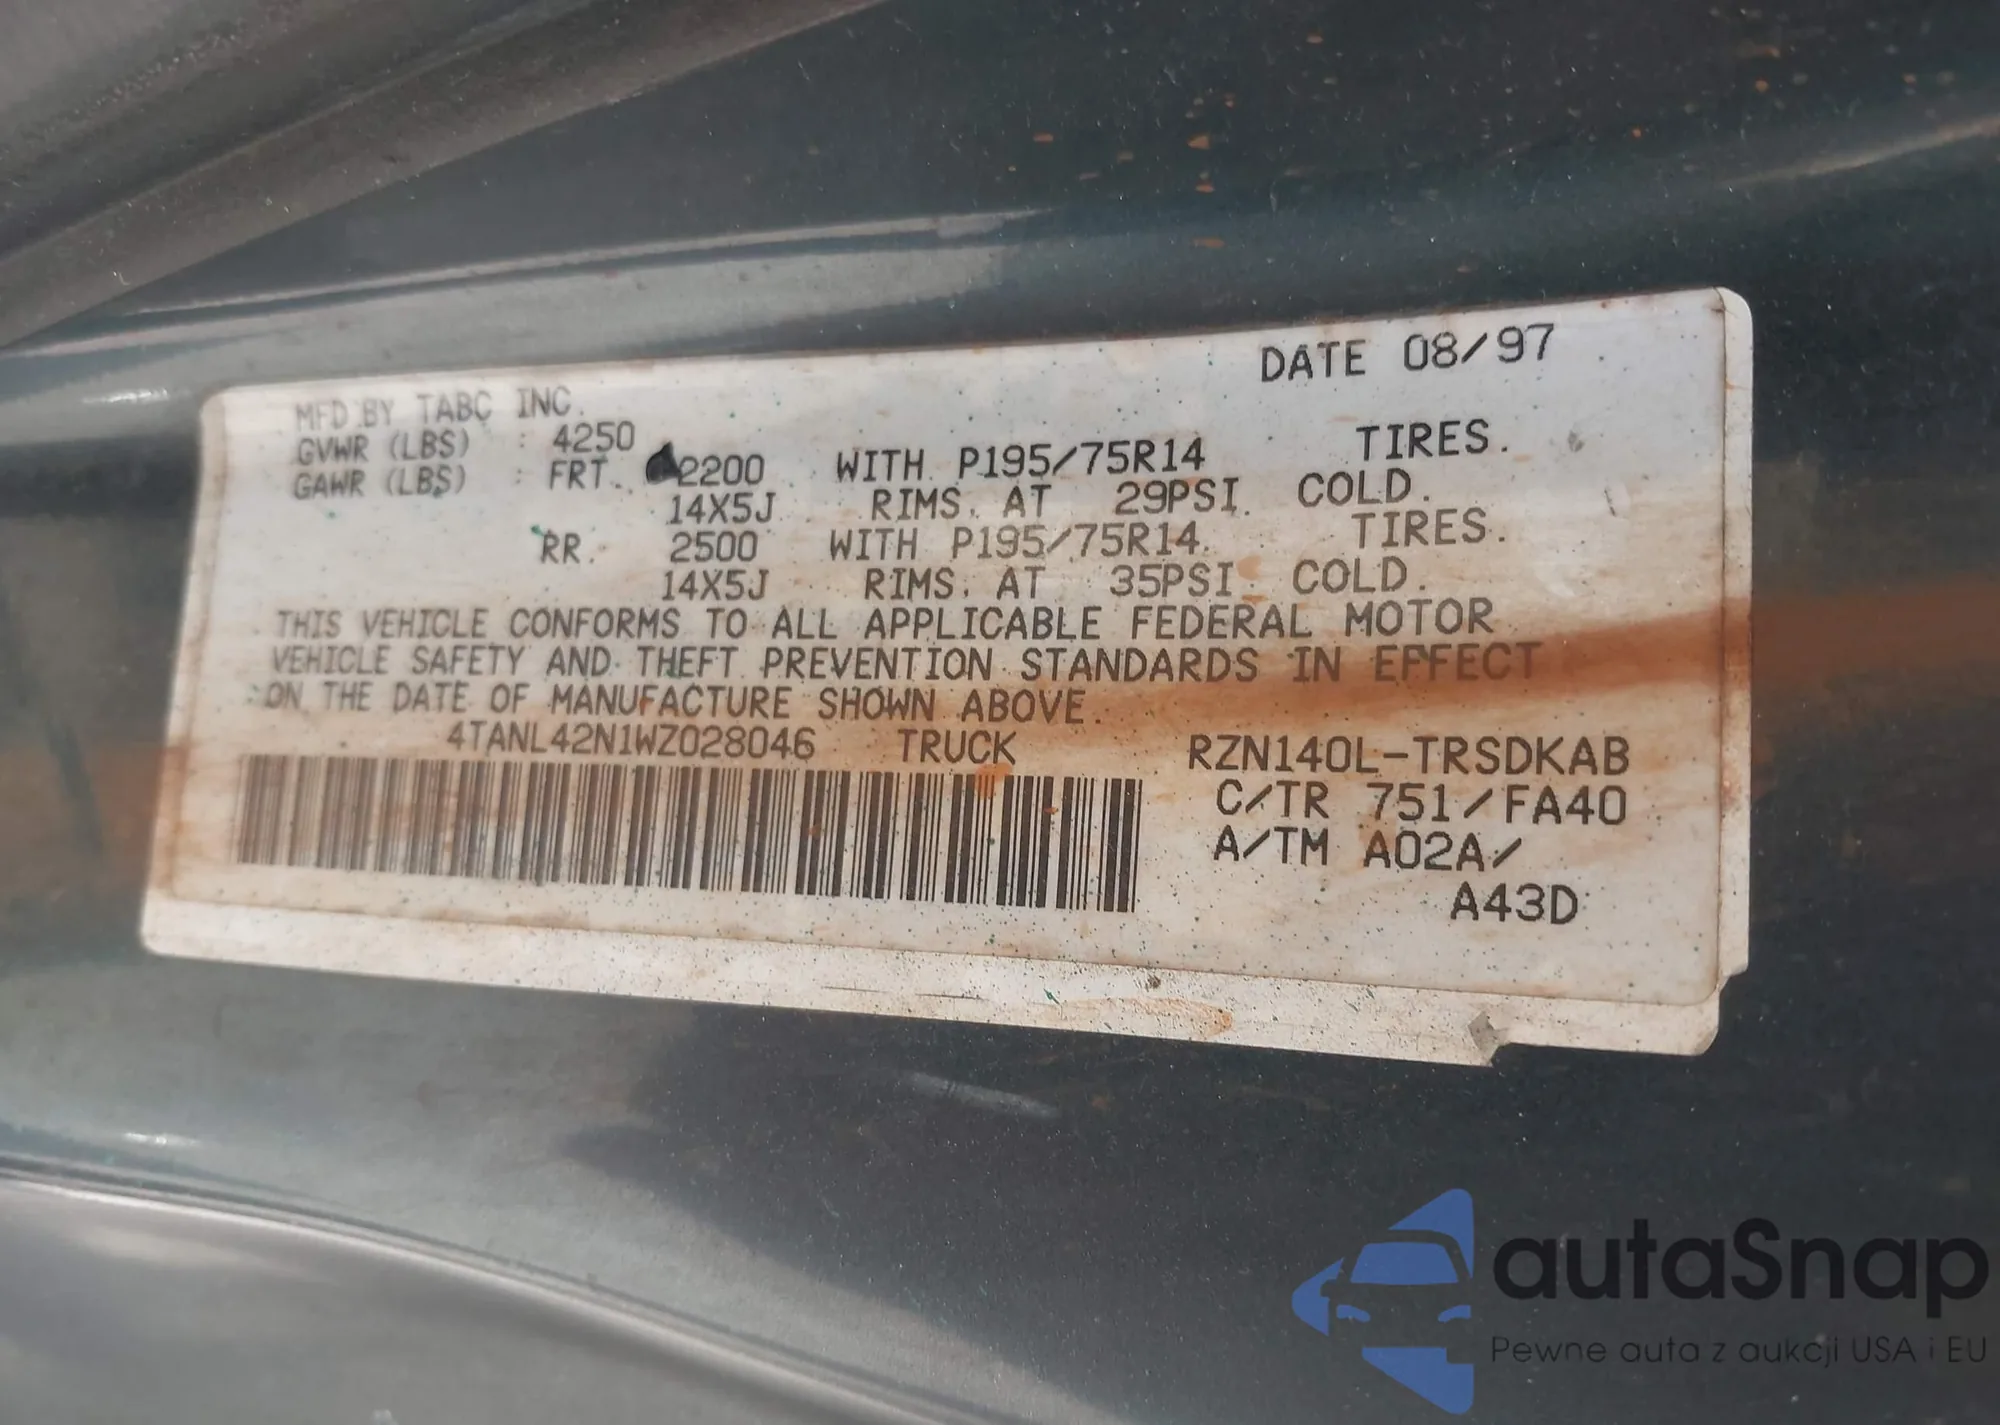 DATE 08/97
MFD.BY TABC INC.
GVWR (LBS) : 4250
GAWR (LBS) : FRT. 2200 WITH P195/75R14 TIRES.
14X5J RIMS. AT 29PSI. COLD.
RR. 2500 WITH P195/75R14. TIRES.
14X5J RIMS. AT 35PSI. COLD.
THIS VEHICLE CONFORMS TO ALL APPLICABLE FEDERAL MOTOR
VEHICLE SAFETY AND THEFT PREVENTION STANDARDS IN EFFECT
ON THE DATE OF MANUFACTURE SHOWN ABOVE.
4TANL42N1WZ028046 TRUCK RZN140L-TRSDKAB
C/TR 751/FA40
A/TM A02A/
A43D
autaSnap
Pewne auta z aukcji USA i EU